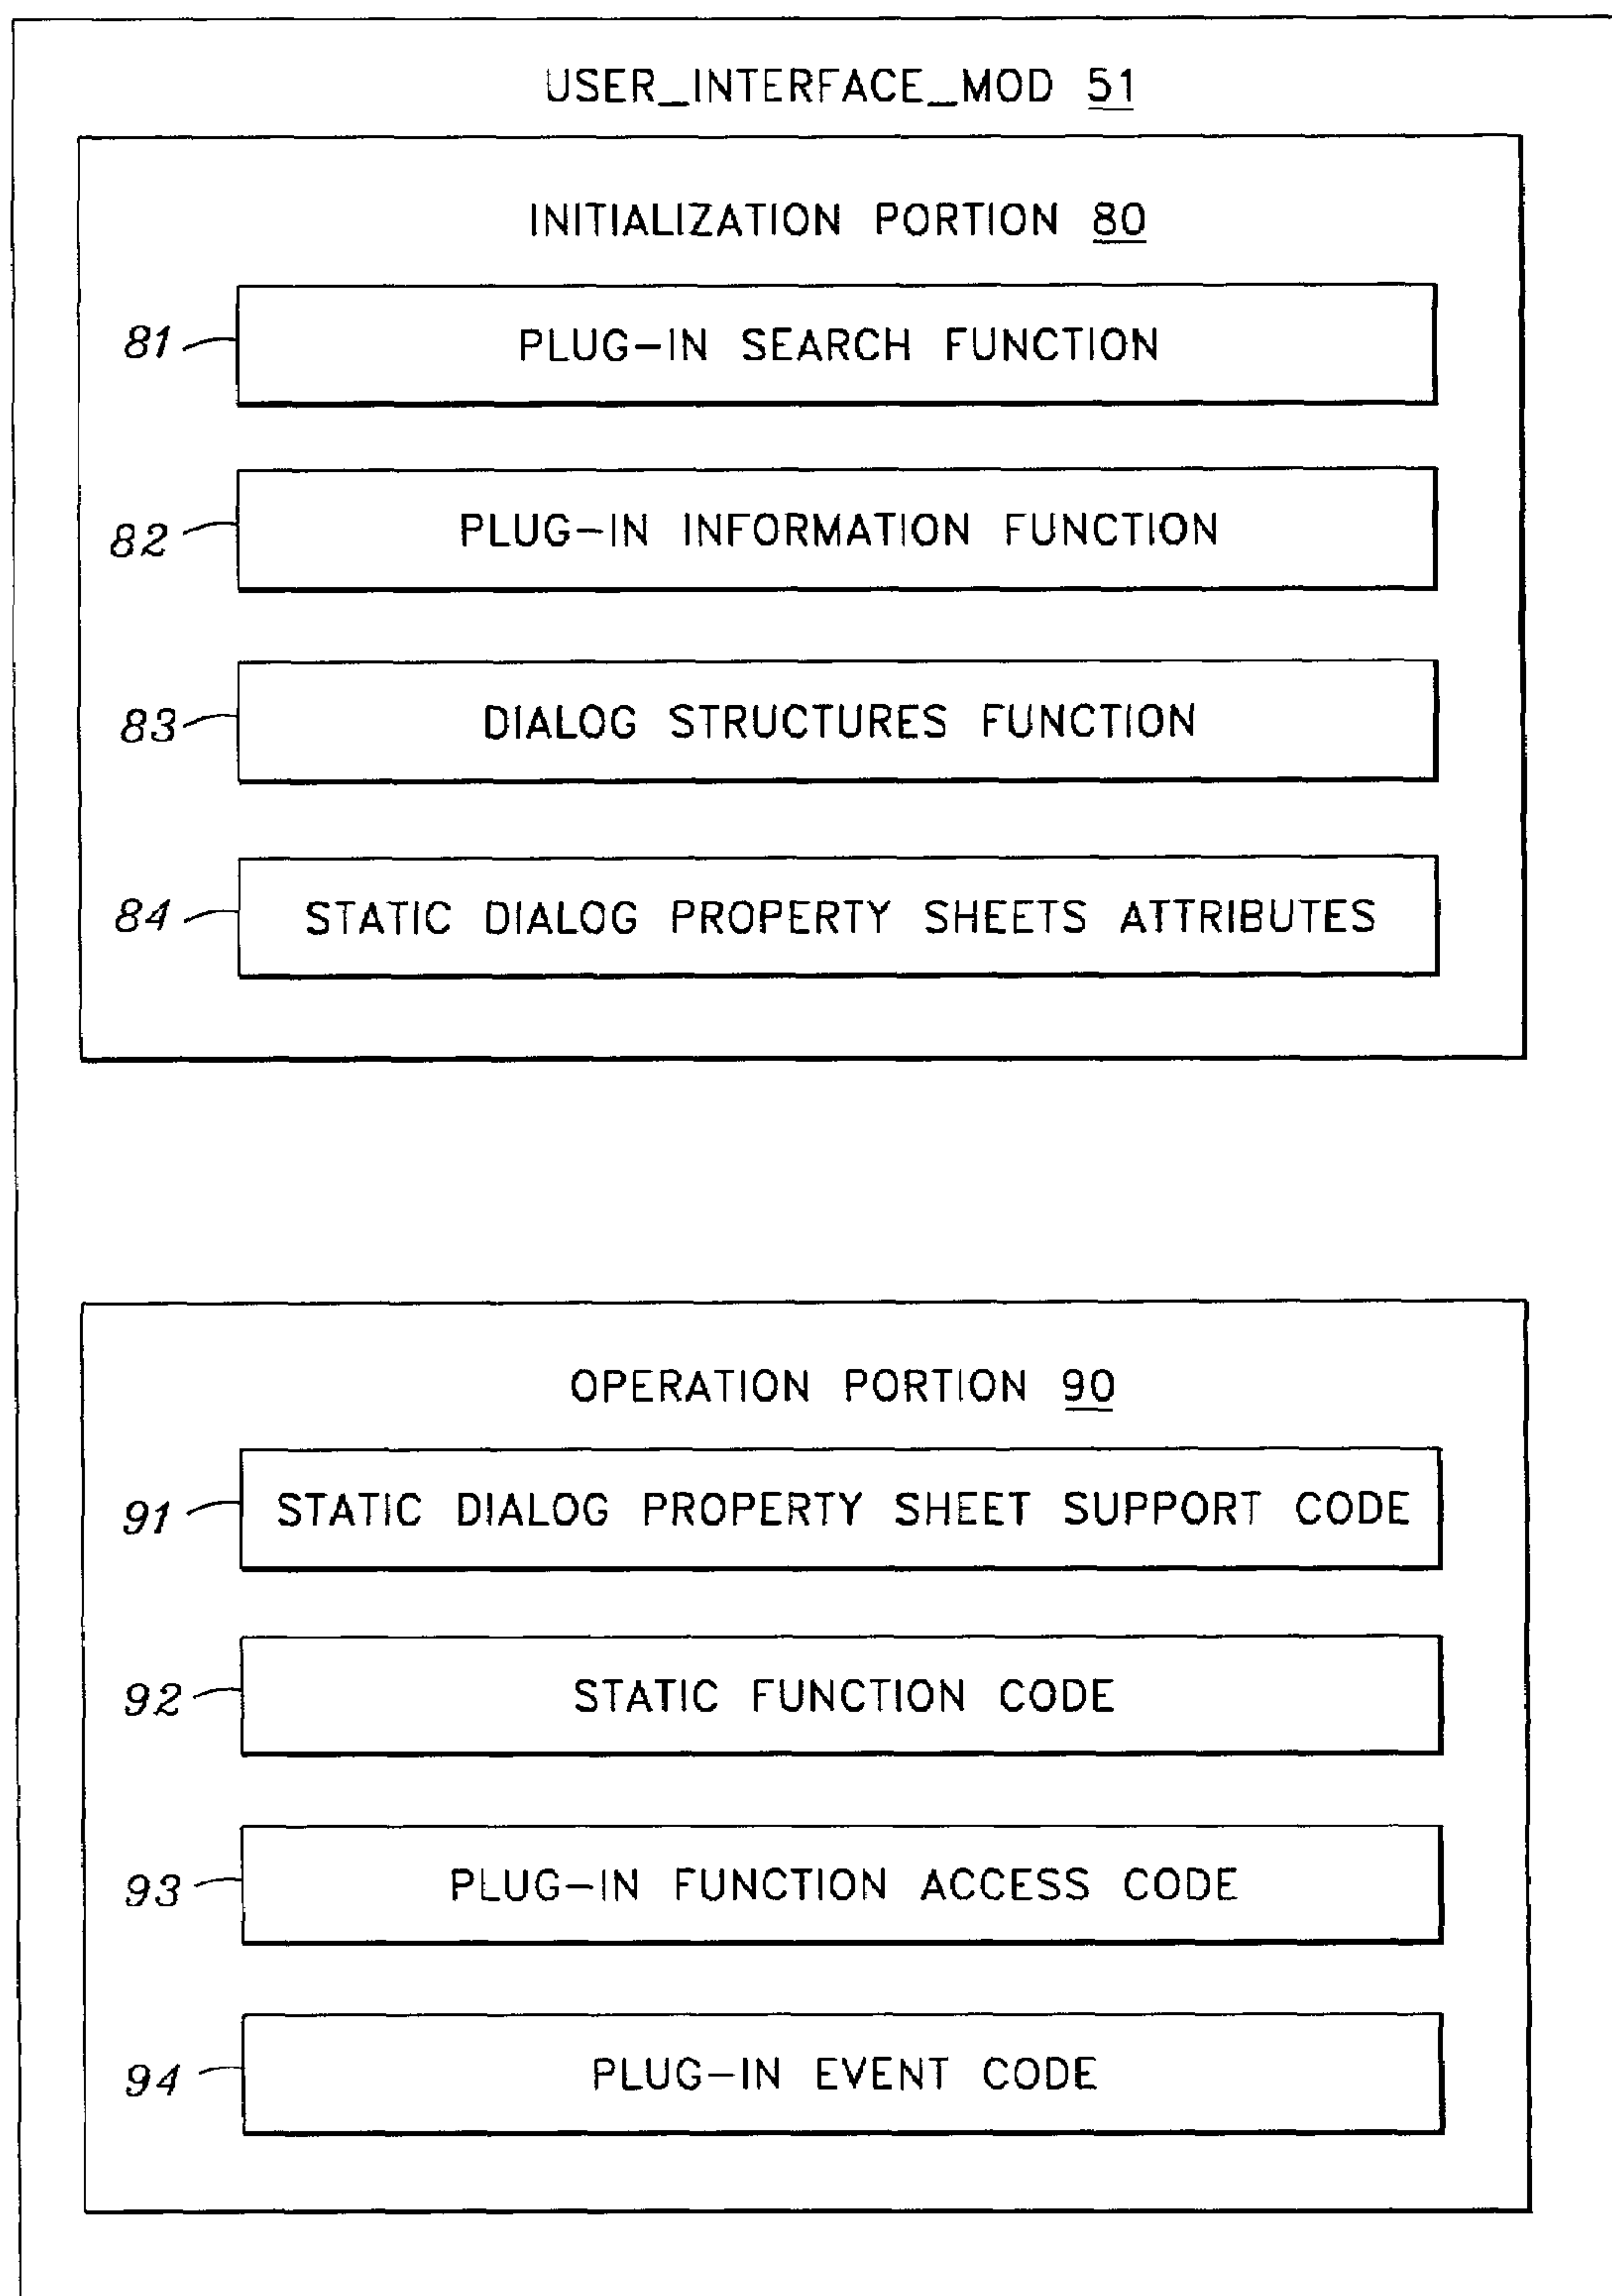 USER_INTERFACE_MOD 51
INITIALIZATION PORTION 80
81 PLUG-IN SEARCH FUNCTION
82 PLUG-IN INFORMATION FUNCTION
83 DIALOG STRUCTURES FUNCTION
84 STATIC DIALOG PROPERTY SHEETS ATTRIBUTES
OPERATION PORTION 90
91 STATIC DIALOG PROPERTY SHEET SUPPORT CODE
92 STATIC FUNCTION CODE
93 PLUG-IN FUNCTION ACCESS CODE
94 PLUG-IN EVENT CODE